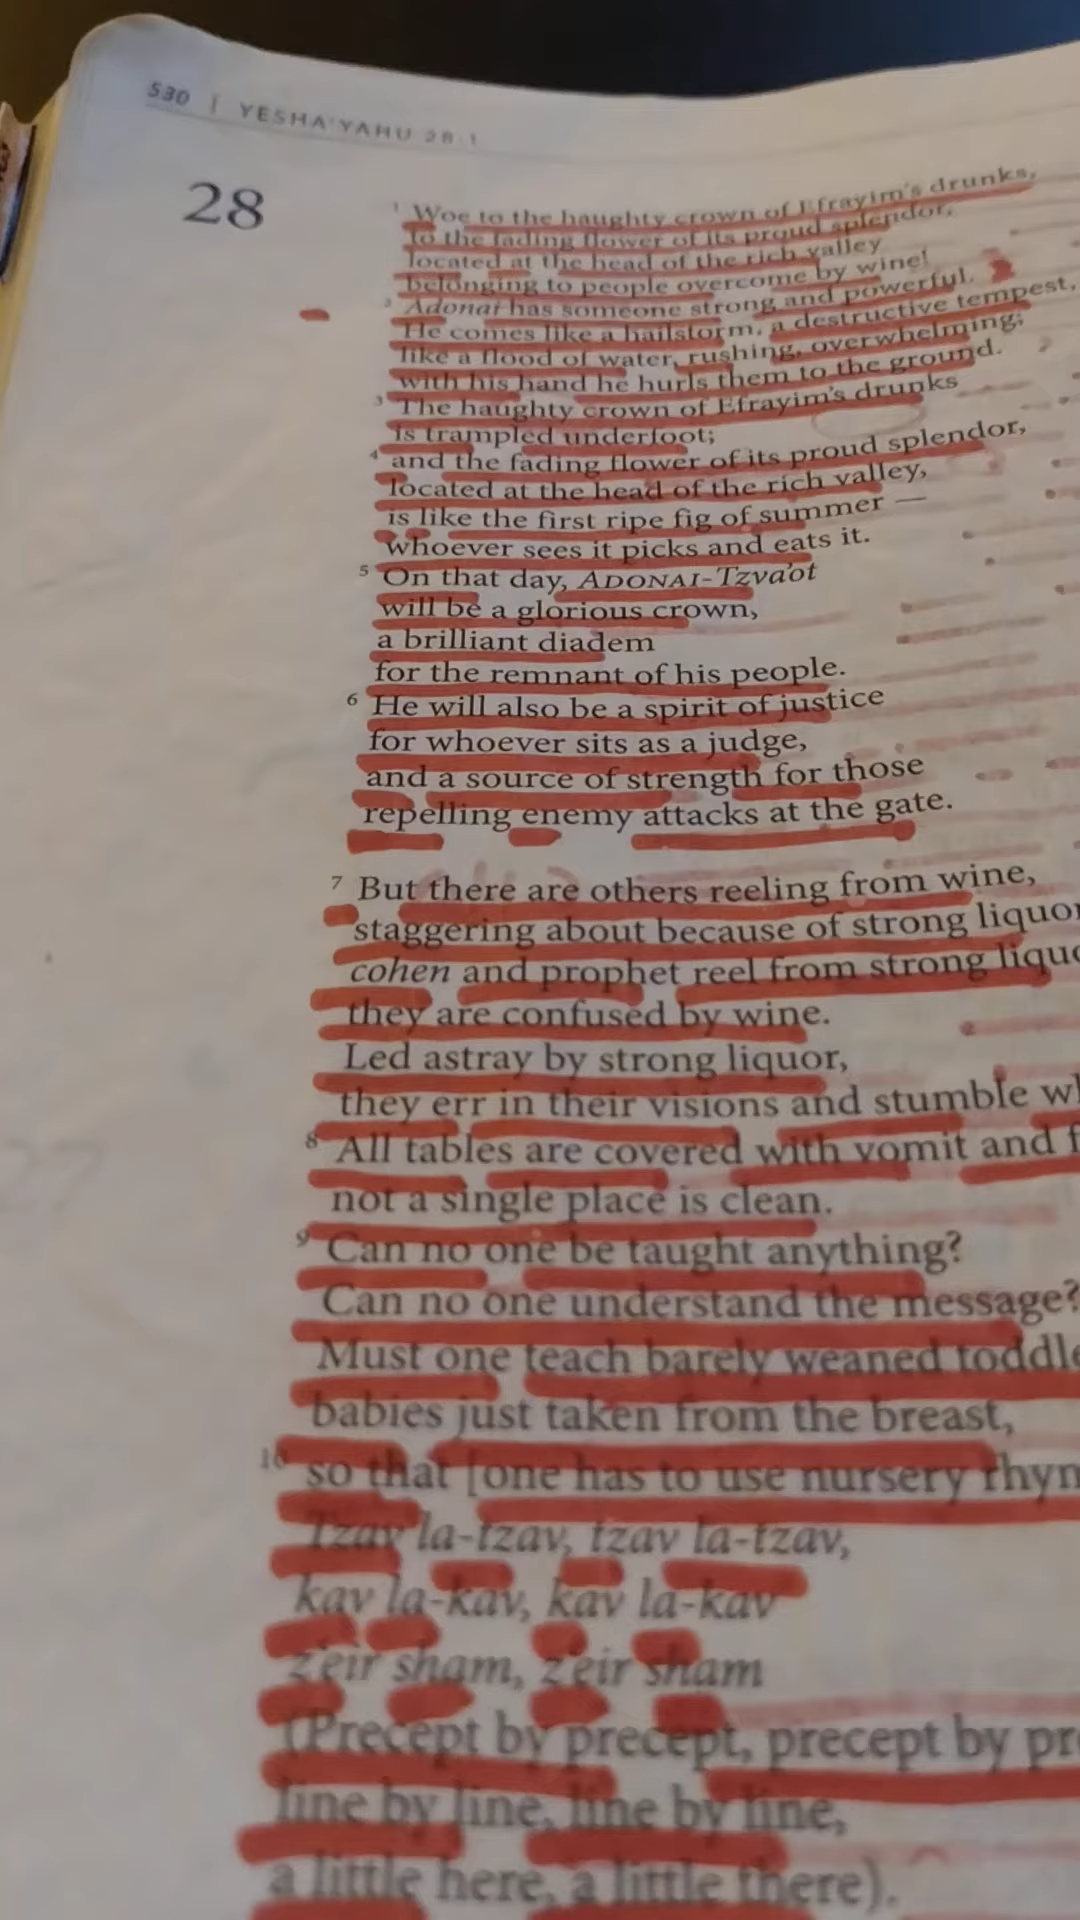 530 | YESHA'YAHU 28:1
28
1 Woe to the haughty crown of Efrayim's drunks,
to the fading flower of its proud splendor,
located at the head of the rich valley
belonging to people overcome by wine!
2 Adonai has someone strong and powerful.
He comes like a hailstorm, a destructive tempest,
like a flood of water, rushing, overwhelming;
with his hand he hurls them to the ground.
3 The haughty crown of Efrayim's drunks
is trampled underfoot;
4 and the fading flower of its proud splendor,
located at the head of the rich valley,
is like the first ripe fig of summer —
whoever sees it picks and eats it.
5 On that day, ADONAI-Tzva'ot
will be a glorious crown,
a brilliant diadem
for the remnant of his people.
6 He will also be a spirit of justice
for whoever sits as a judge,
and a source of strength for those
repelling enemy attacks at the gate.
7 But there are others reeling from wine,
staggering about because of strong
cohen and prophet reel from strong
they are confused by wine.
Led astray by strong liquor,
they err in their visions and stumble
8 All tables are covered with vomit and
not a single place is clean.
9 Can no one be taught anything?
Can no one understand the message?
Must one teach barely weaned
babies just taken from the breast,
10 so that [one has to use nursery
Tzav la-tzav, tzav la-tzav,
kav la-kav, kav la-kav
z'eir sham, z'eir sham
(Precept by precept, precept by
line by line, line by line,
a little here, a little there).